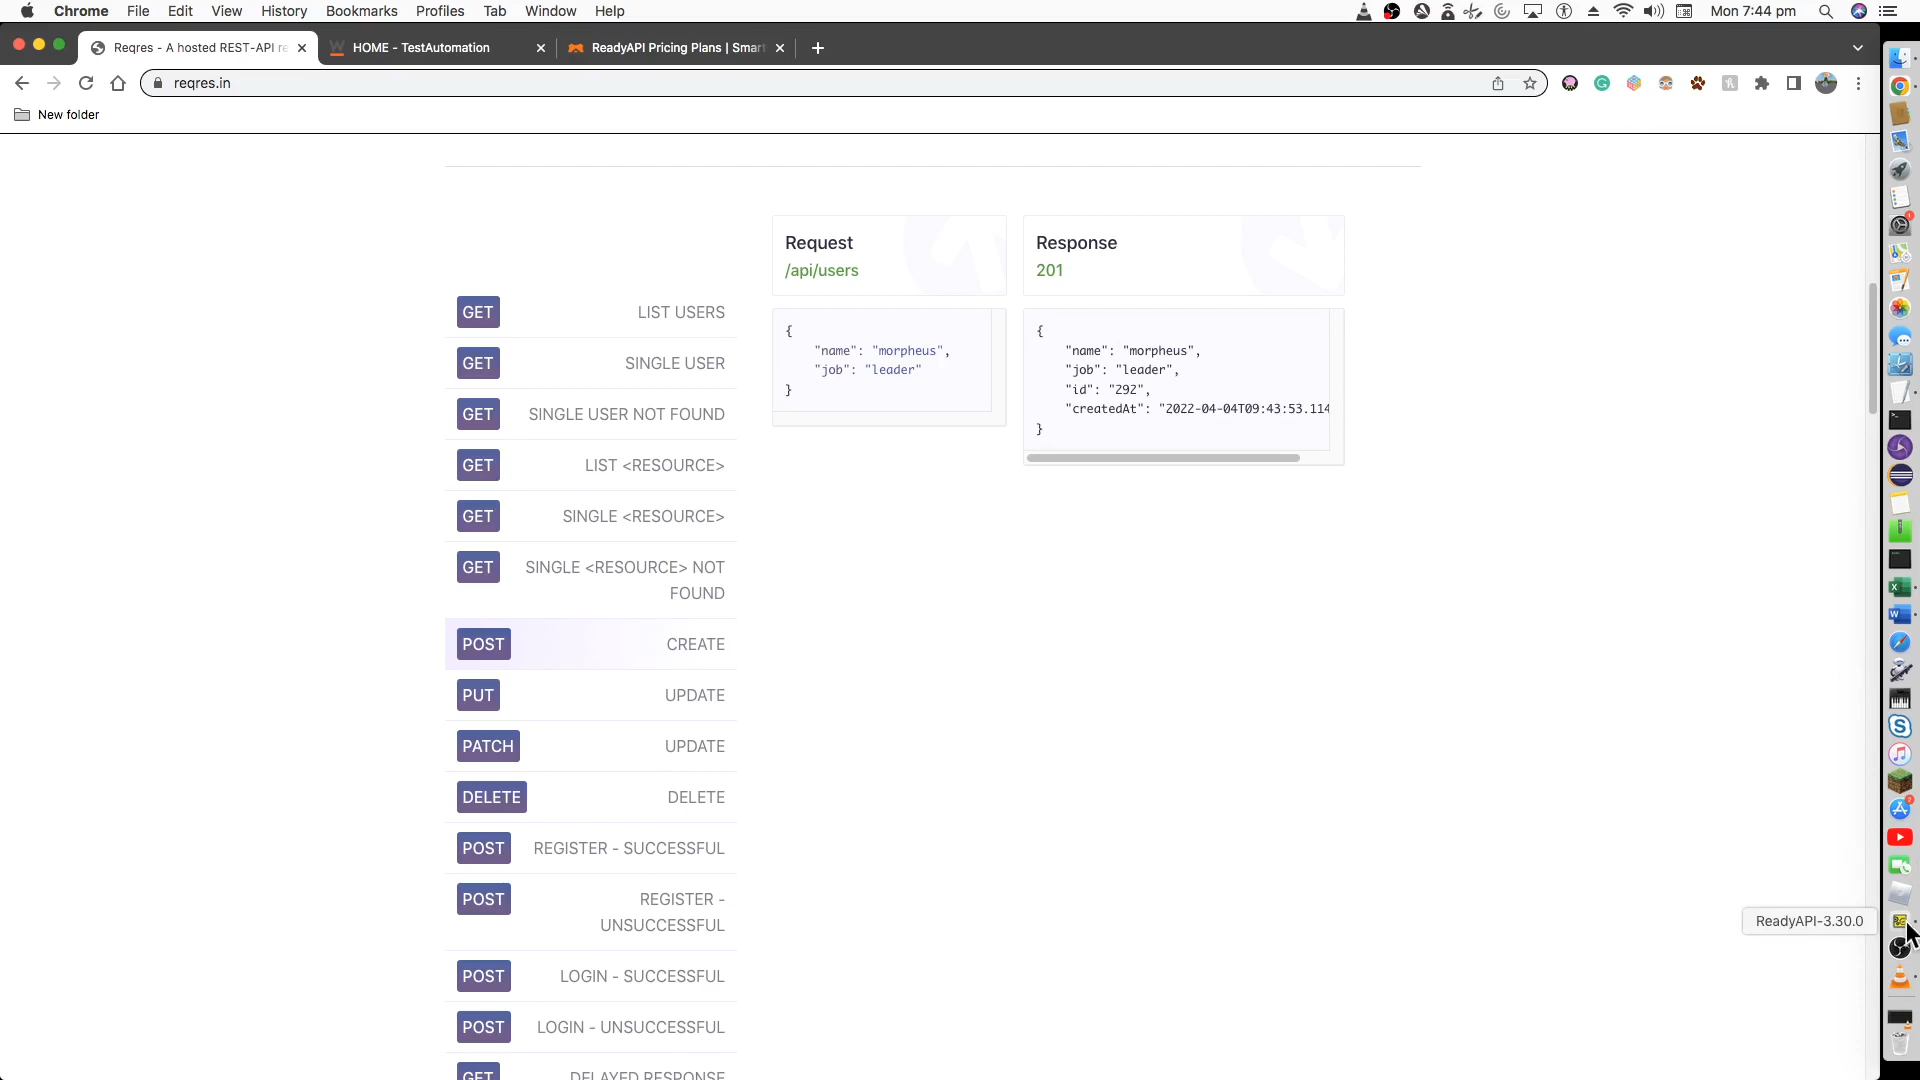 Chrome File Edit View History Bookmarks Profiles Tab Window Help Mon 7:44 pm
Reqres - A hosted REST-API re HOME - TestAutomation ReadyAPI Pricing Plans | Smar
reqres.in
New folder
Request
/api/users
Response
201
{
"name": "morpheus",
"job": "leader"
}
{
"name": "morpheus",
"job": "leader",
"id": "292",
"createdAt": "2022-04-04T09:43:53.114
}
GET LIST USERS
GET SINGLE USER
GET SINGLE USER NOT FOUND
GET LIST <RESOURCE>
GET SINGLE <RESOURCE>
GET SINGLE <RESOURCE> NOT
FOUND
POST CREATE
PUT UPDATE
PATCH UPDATE
DELETE DELETE
POST REGISTER - SUCCESSFUL
POST REGISTER -
UNSUCCESSFUL
POST LOGIN - SUCCESSFUL
POST LOGIN - UNSUCCESSFUL
GET DELAYED RESPONSE
ReadyAPI-3.30.0